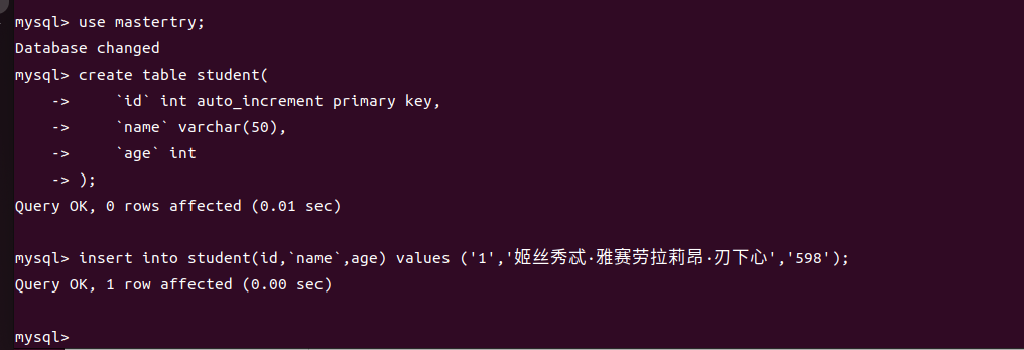 mysql> use mastertry;
Database changed
mysql> create table student(
    ->     `id` int auto_increment primary key,
    ->     `name` varchar(50),
    ->     `age` int
    -> );
Query OK, 0 rows affected (0.01 sec)
mysql> insert into student(id,`name`,age) values ('1','姬丝秀忒·雅赛劳拉莉昂·刃下心','598');
Query OK, 1 row affected (0.00 sec)
mysql>